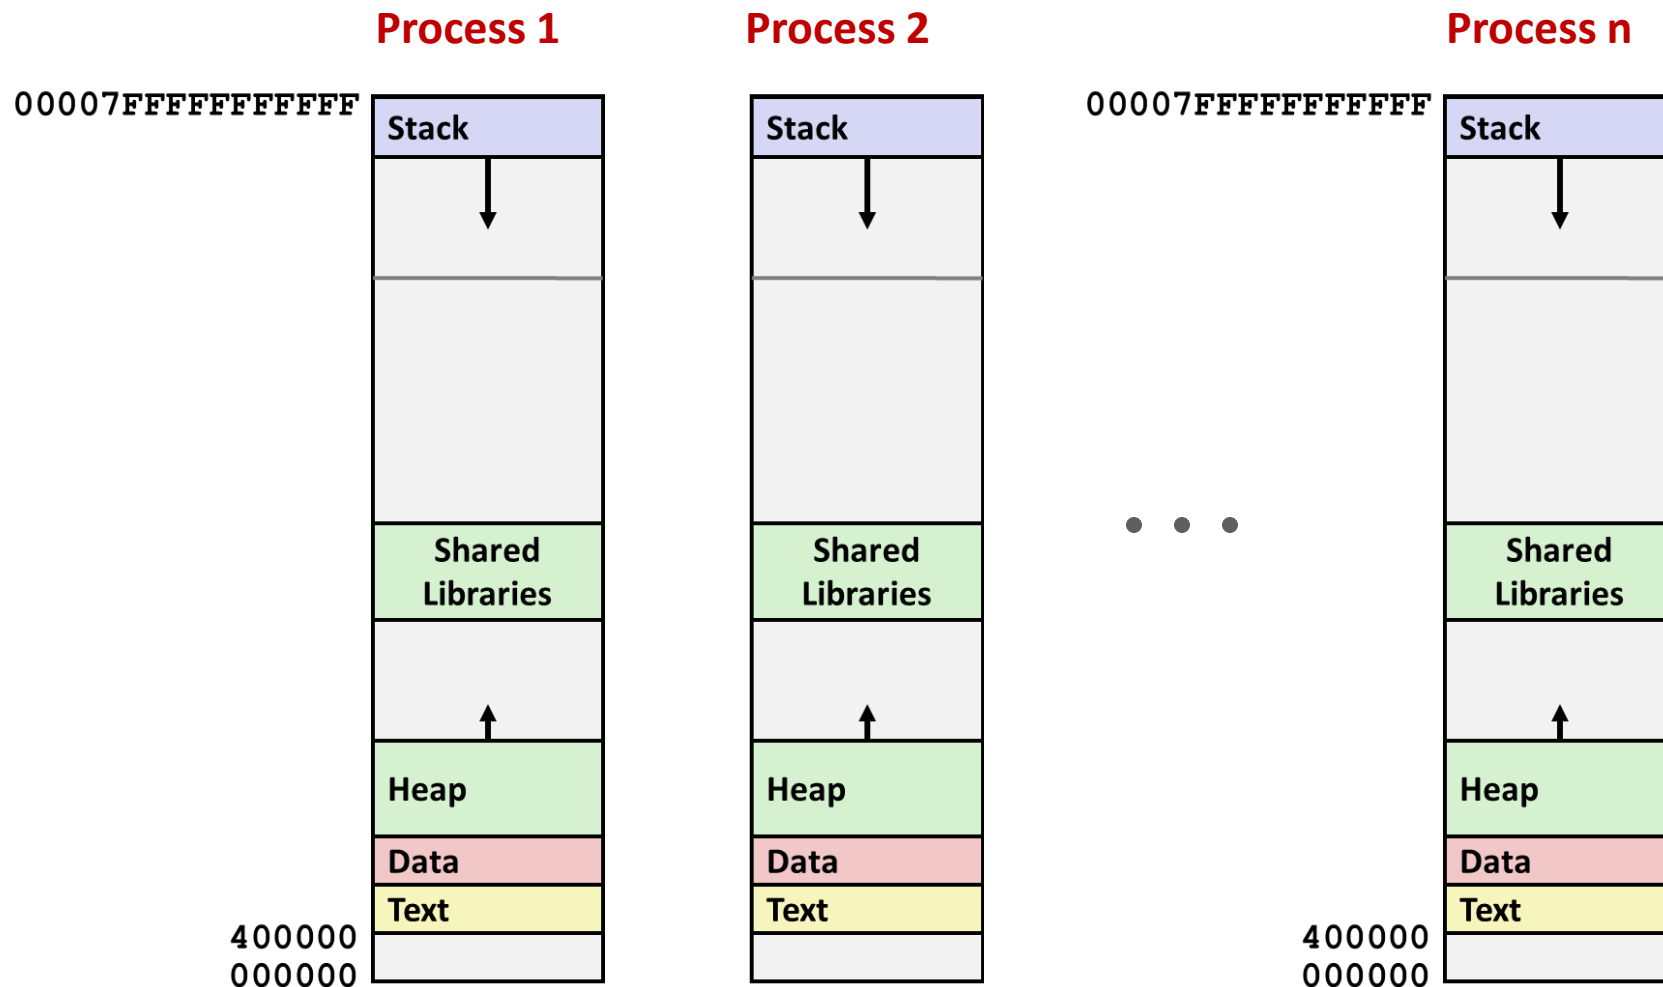 Process 1
Process 2
Process n
00007FFFFFFFFFFF
Stack
Stack
00007FFFFFFFFFFF
Stack
Shared
Libraries
Shared
Libraries
Shared
Libraries
Heap
Heap
Heap
Data
Data
Data
Text
Text
Text
400000
400000
000000
000000